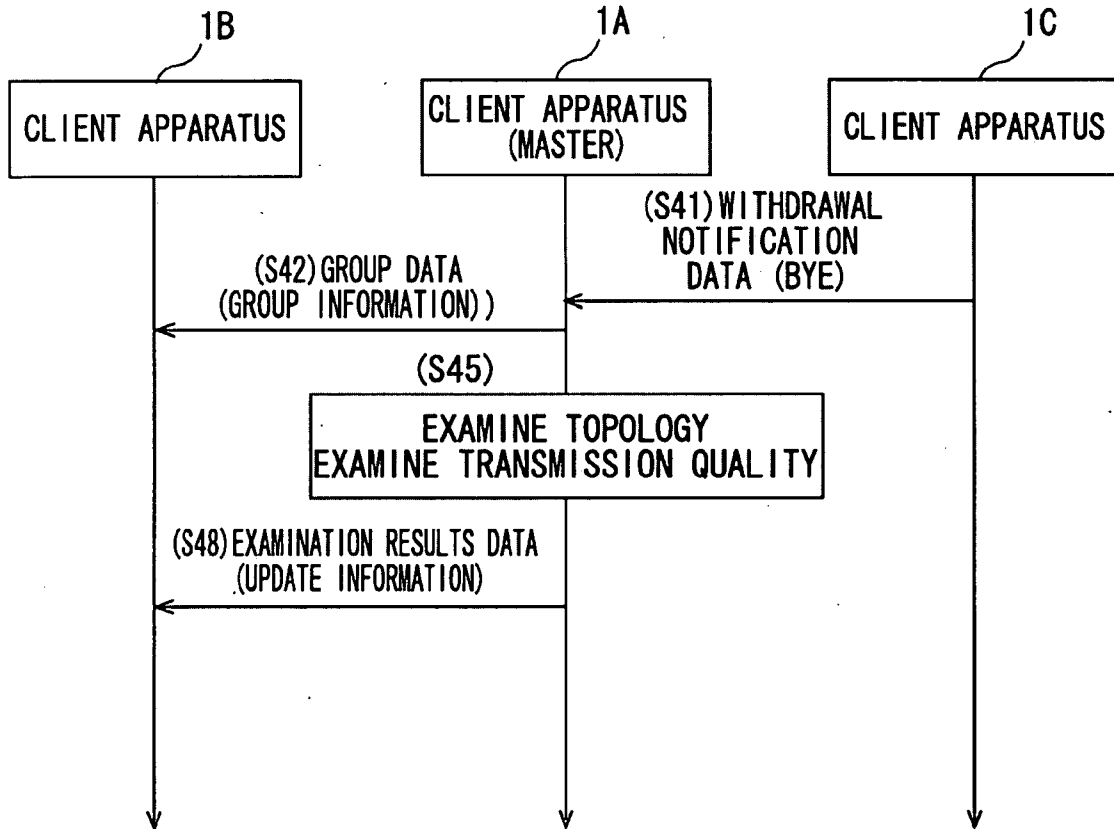 1B
1A
1C
CLIENT APPARATUS
CLIENT APPARATUS
(MASTER)
CLIENT APPARATUS
(S41)WITHDRAWAL
NOTIFICATION
DATA (BYE)
(S42)GROUP DATA
(GROUP INFORMATION))
(S45)
EXAMINE TOPOLOGY
EXAMINE TRANSMISSION QUALITY
(S48)EXAMINATION RESULTS DATA
(UPDATE INFORMATION)